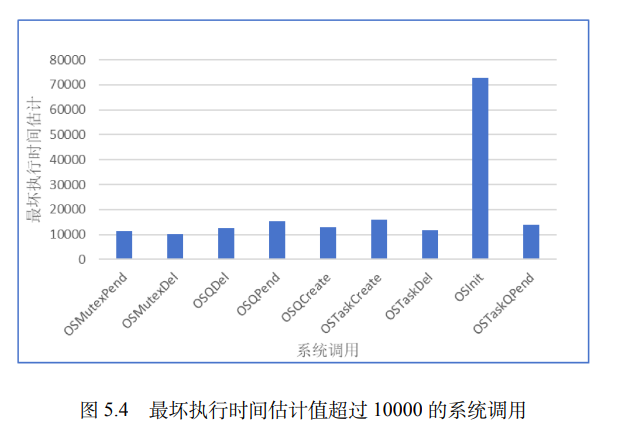 80000
70000
60000
50000
40000
30000
20000
10000
0
最坏执行时间估计
OSMutexPend
OSMutexDel
OSQDel
OSQPend
OSQCreate
OSTaskCreate
OSTaskDel
OSInit
OSTaskQPend
系统调用
图 5.4 最坏执行时间估计值超过 10000 的系统调用